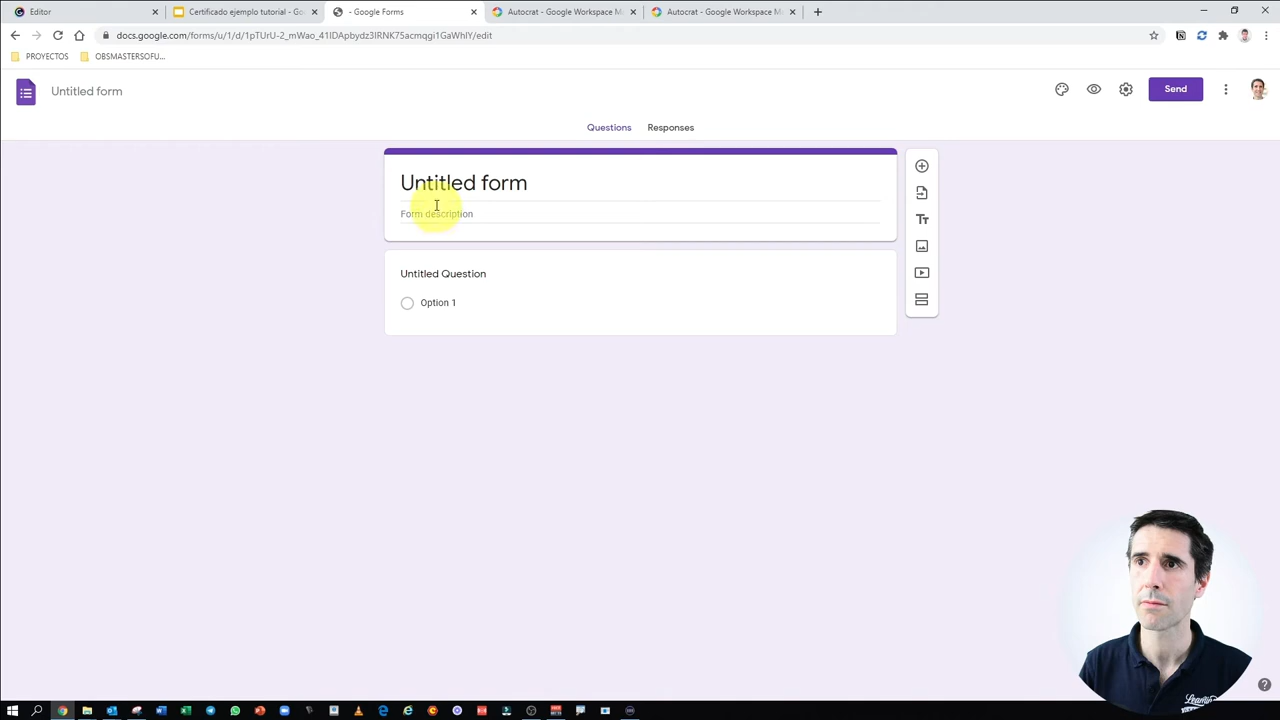 Editor
Certificado ejemplo tutorial - Go
- Google Forms
Autocrat - Google Workspace M
Autocrat - Google Workspace M
docs.google.com/forms/u/1/d/1pTUrU-2_mWao_41IDApbydz3IRNK75acmqgi1GaWhIY/edit
PROYECTOS
OBSMASTERSOFU...
Untitled form
Send
Questions
Responses
Untitled form
Form description
Untitled Question
Option 1